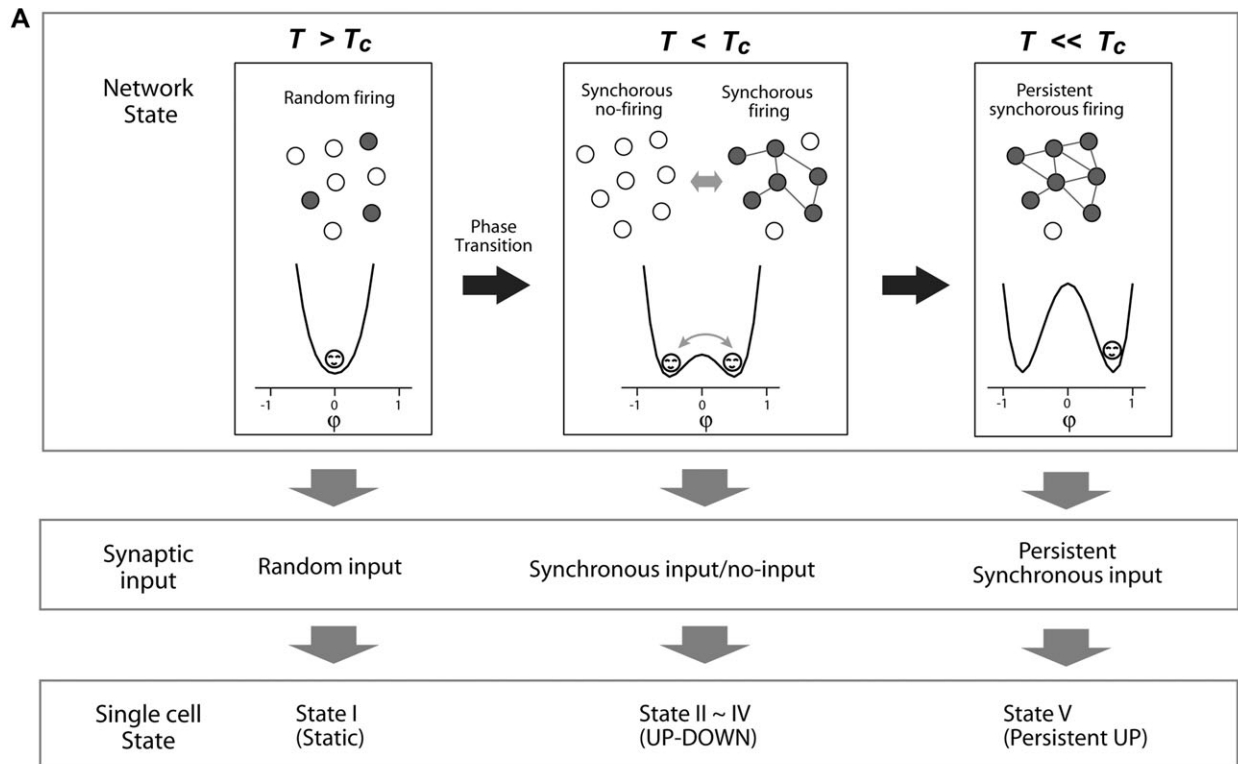 A
T > Tc
T < Tc
T << Tc
Network
State
Random firing
Synchorous
no-firing
Synchorous
firing
Persistent
synchorous firing
Phase
Transition
-1 0 1
φ
-1 0 1
φ
-1 0 1
φ
Synaptic
input
Random input
Synchronous input/no-input
Persistent
Synchronous input
Single cell
State
State I
(Static)
State II ~ IV
(UP-DOWN)
State V
(Persistent UP)